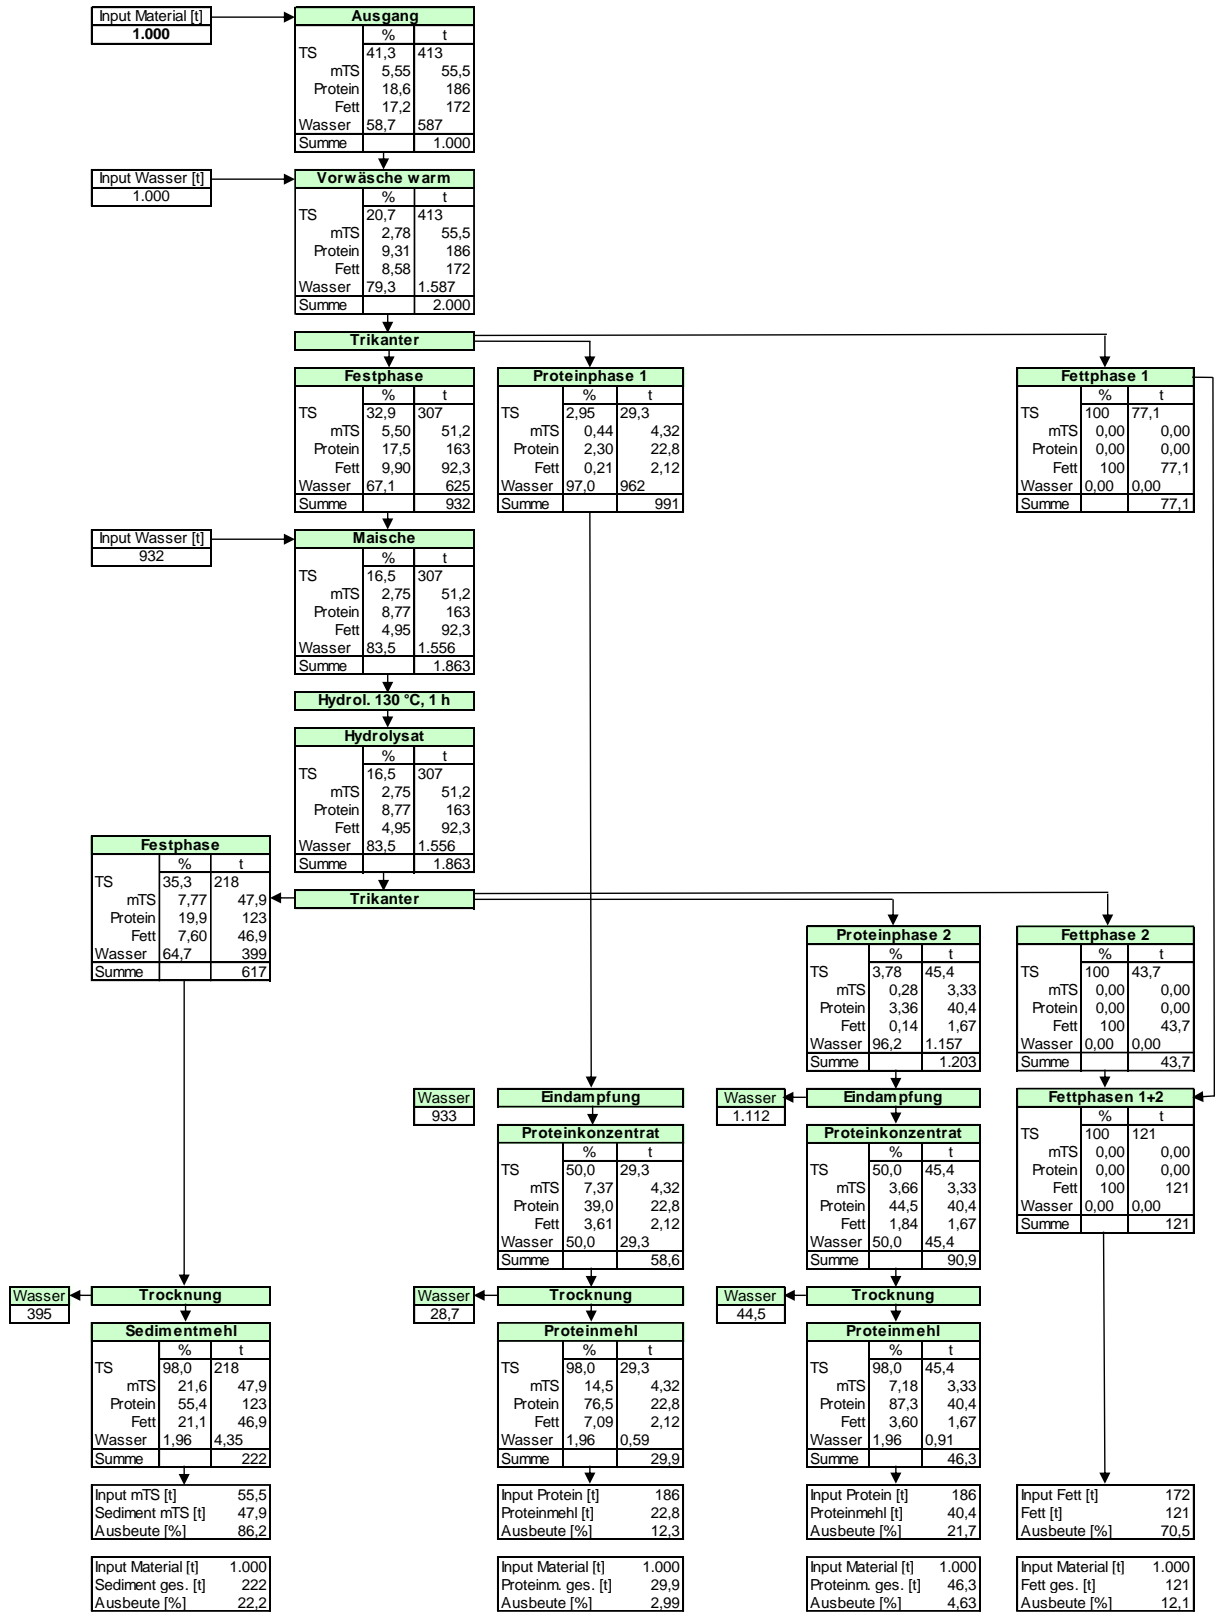 Input Material [t]
1.000
Ausgang
% t
TS 41,3 413
mTS 5,55 55,5
Protein 18,6 186
Fett 17,2 172
Wasser 58,7 587
Summe 1.000
Input Wasser [t]
1.000
Vorwäsche warm
% t
TS 20,7 413
mTS 2,78 55,5
Protein 9,31 186
Fett 8,58 172
Wasser 79,3 1.587
Summe 2.000
Trikanter
Festphase
% t
TS 32,9 307
mTS 5,50 51,2
Protein 17,5 163
Fett 9,90 92,3
Wasser 67,1 625
Summe 932
Proteinphase 1
% t
TS 2,95 29,3
mTS 0,44 4,32
Protein 2,30 22,8
Fett 0,21 2,12
Wasser 97,0 962
Summe 991
Fettphase 1
% t
TS 100 77,1
mTS 0,00 0,00
Protein 0,00 0,00
Fett 100 77,1
Wasser 0,00 0,00
Summe 77,1
Input Wasser [t]
932
Maische
% t
TS 16,5 307
mTS 2,75 51,2
Protein 8,77 163
Fett 4,95 92,3
Wasser 83,5 1.556
Summe 1.863
Hydrol. 130 °C, 1 h
Hydrolysat
% t
TS 16,5 307
mTS 2,75 51,2
Protein 8,77 163
Fett 4,95 92,3
Wasser 83,5 1.556
Summe 1.863
Trikanter
Festphase
% t
TS 35,3 218
mTS 7,77 47,9
Protein 19,9 123
Fett 7,60 46,9
Wasser 64,7 399
Summe 617
Proteinphase 2
% t
TS 3,78 45,4
mTS 0,28 3,33
Protein 3,36 40,4
Fett 0,14 1,67
Wasser 96,2 1.157
Summe 1.203
Fettphase 2
% t
TS 100 43,7
mTS 0,00 0,00
Protein 0,00 0,00
Fett 100 43,7
Wasser 0,00 0,00
Summe 43,7
Wasser
933
Eindampfung
Proteinkonzentrat
% t
TS 50,0 29,3
mTS 7,37 4,32
Protein 39,0 22,8
Fett 3,61 2,12
Wasser 50,0 29,3
Summe 58,6
Wasser
1.112
Eindampfung
Proteinkonzentrat
% t
TS 50,0 45,4
mTS 3,66 3,33
Protein 44,5 40,4
Fett 1,84 1,67
Wasser 50,0 45,4
Summe 90,9
Fettphasen 1+2
% t
TS 100 121
mTS 0,00 0,00
Protein 0,00 0,00
Fett 100 121
Wasser 0,00 0,00
Summe 121
Wasser
395
Trocknung
Sedimentmehl
% t
TS 98,0 218
mTS 21,6 47,9
Protein 55,4 123
Fett 21,1 46,9
Wasser 1,96 4,35
Summe 222
Wasser
28,7
Trocknung
Proteinmehl
% t
TS 98,0 29,3
mTS 14,5 4,32
Protein 76,5 22,8
Fett 7,09 2,12
Wasser 1,96 0,59
Summe 29,9
Wasser
44,5
Trocknung
Proteinmehl
% t
TS 98,0 45,4
mTS 7,18 3,33
Protein 87,3 40,4
Fett 3,60 1,67
Wasser 1,96 0,91
Summe 46,3
Input mTS [t] 55,5
Sediment mTS [t] 47,9
Ausbeute [%] 86,2
Input Protein [t] 186
Proteinmehl [t] 22,8
Ausbeute [%] 12,3
Input Protein [t] 186
Proteinmehl [t] 40,4
Ausbeute [%] 21,7
Input Fett [t] 172
Fett [t] 121
Ausbeute [%] 70,5
Input Material [t] 1.000
Sediment ges. [t] 222
Ausbeute [%] 22,2
Input Material [t] 1.000
Proteinm. ges. [t] 29,9
Ausbeute [%] 2,99
Input Material [t] 1.000
Proteinm. ges. [t] 46,3
Ausbeute [%] 4,63
Input Material [t] 1.000
Fett ges. [t] 121
Ausbeute [%] 12,1